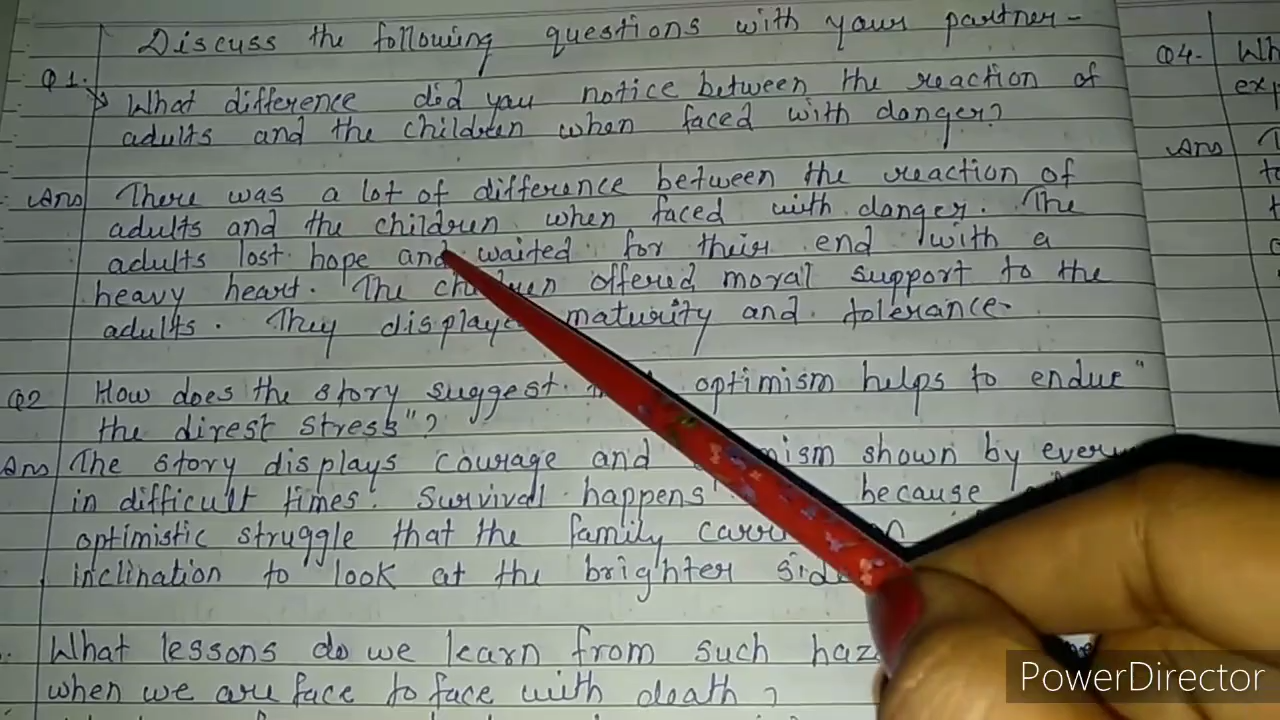 Discuss the following questions with your partner -
Q1.
What difference did you notice between the reaction of
adults and the children when faced with danger?
Ans There was a lot of difference between the reaction of
adults and the children when faced with danger. The
adults lost hope and waited for their end with a
heavy heart. The children offered moral support to the
adults. They displayed maturity and tolerance.
Q2 How does the story suggest optimism helps to endue"
the direst stress"?
Ans The story displays courage and shown by every
in difficult times. Survival happens because
optimistic struggle that the family
inclination to look at the brighter
What lessons do we learn from such
when we are face to face with death?
Q4-
Ans
PowerDirector